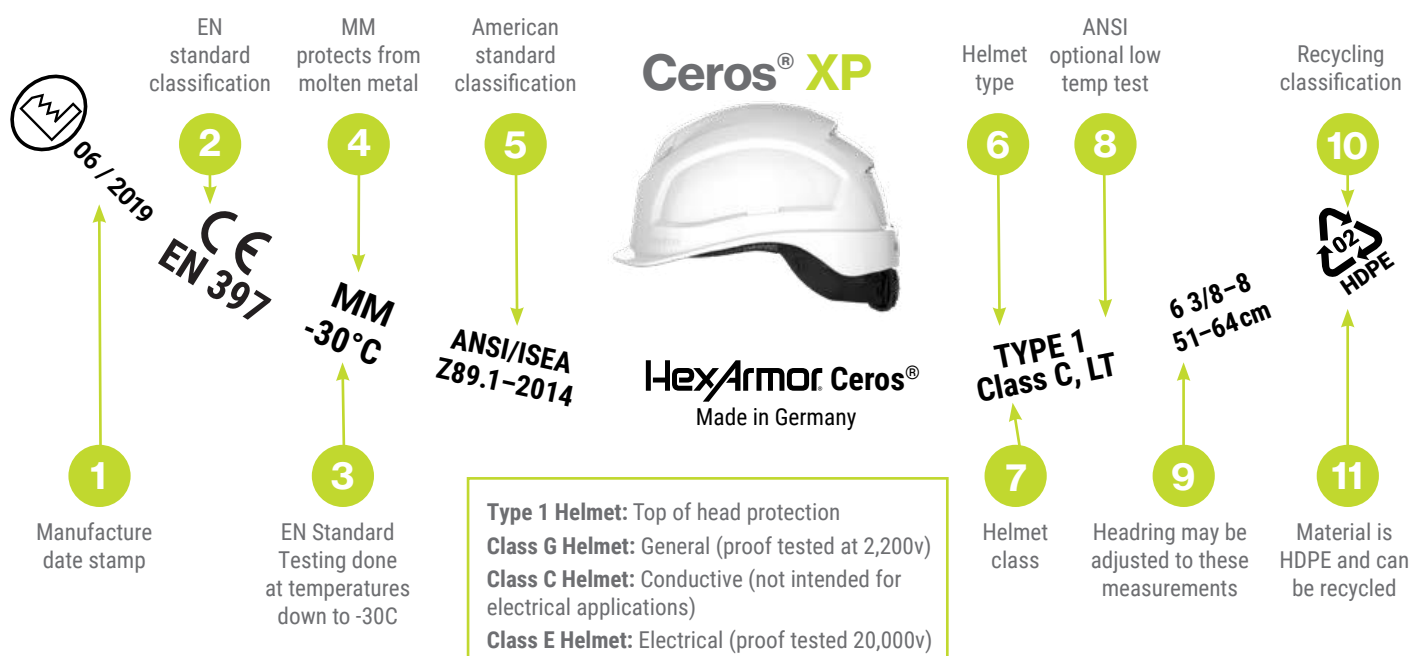 EN
standard
classification
MM
protects from
molten metal
American
standard
classification
Ceros® XP
Helmet
type
ANSI
optional low
temp test
Recycling
classification
2
4
5
6
8
10
06 / 2019
CE
EN 397
MM
-30°C
ANSI/ISEA
Z89.1–2014
HexArmor® Ceros®
Made in Germany
TYPE 1
Class C, LT
6 3/8–8
51–64cm
02
HDPE
1
3
7
9
11
Manufacture
date stamp
EN Standard
Testing done
at temperatures
down to -30C
Type 1 Helmet: Top of head protection
Class G Helmet: General (proof tested at 2,200v)
Class C Helmet: Conductive (not intended for
electrical applications)
Class E Helmet: Electrical (proof tested 20,000v)
Helmet
class
Headring may be
adjusted to these
measurements
Material is
HDPE and can
be recycled